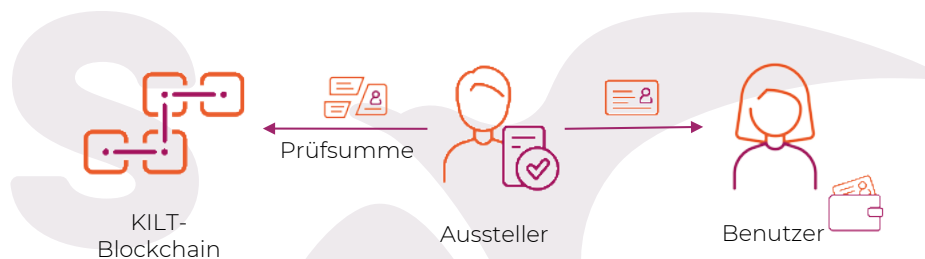 Prüfsumme
KILT-
Blockchain
Aussteller
Benutzer